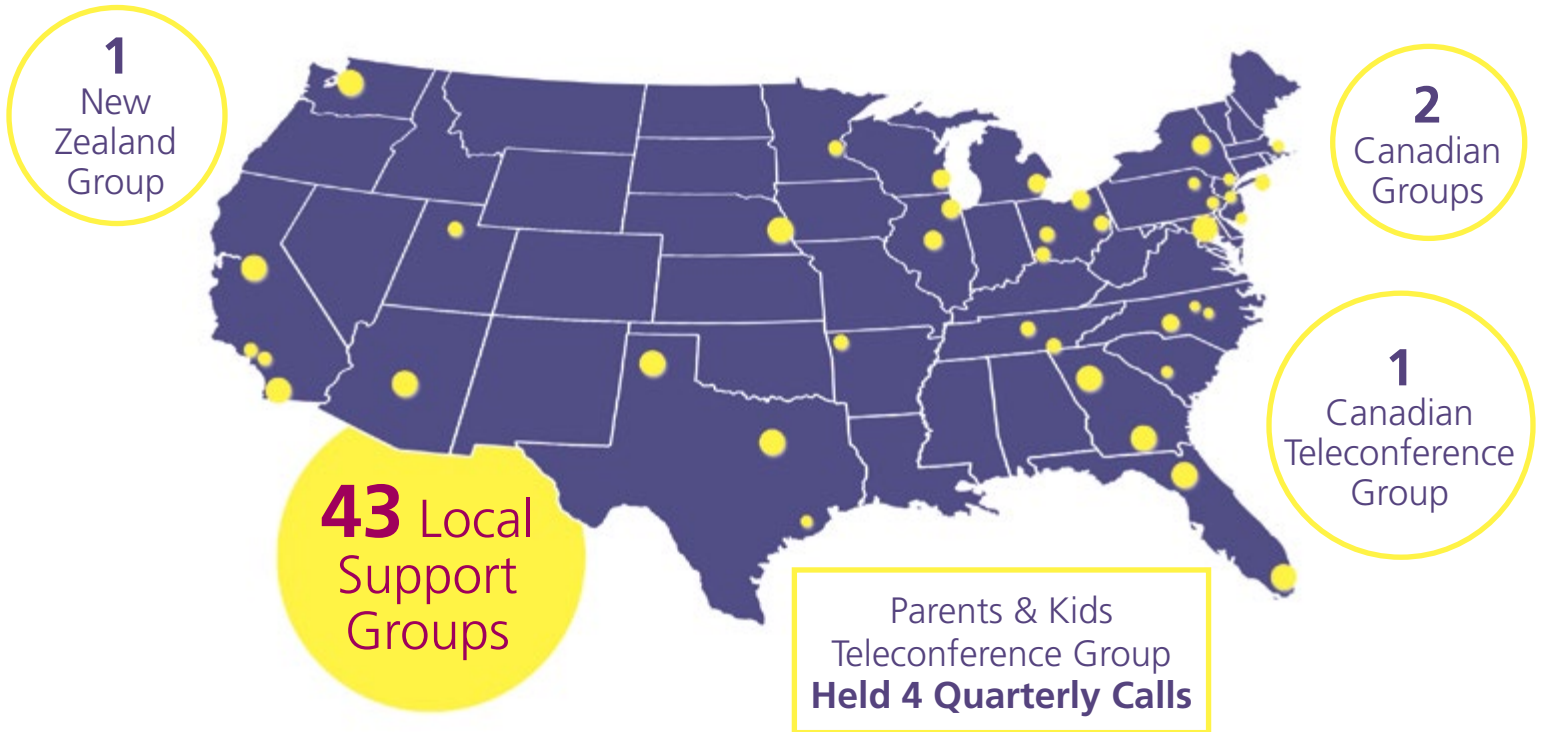 1
New
Zealand
Group
2
Canadian
Groups
1
Canadian
Teleconference
Group
43 Local
Support
Groups
Parents & Kids
Teleconference Group
Held 4 Quarterly Calls